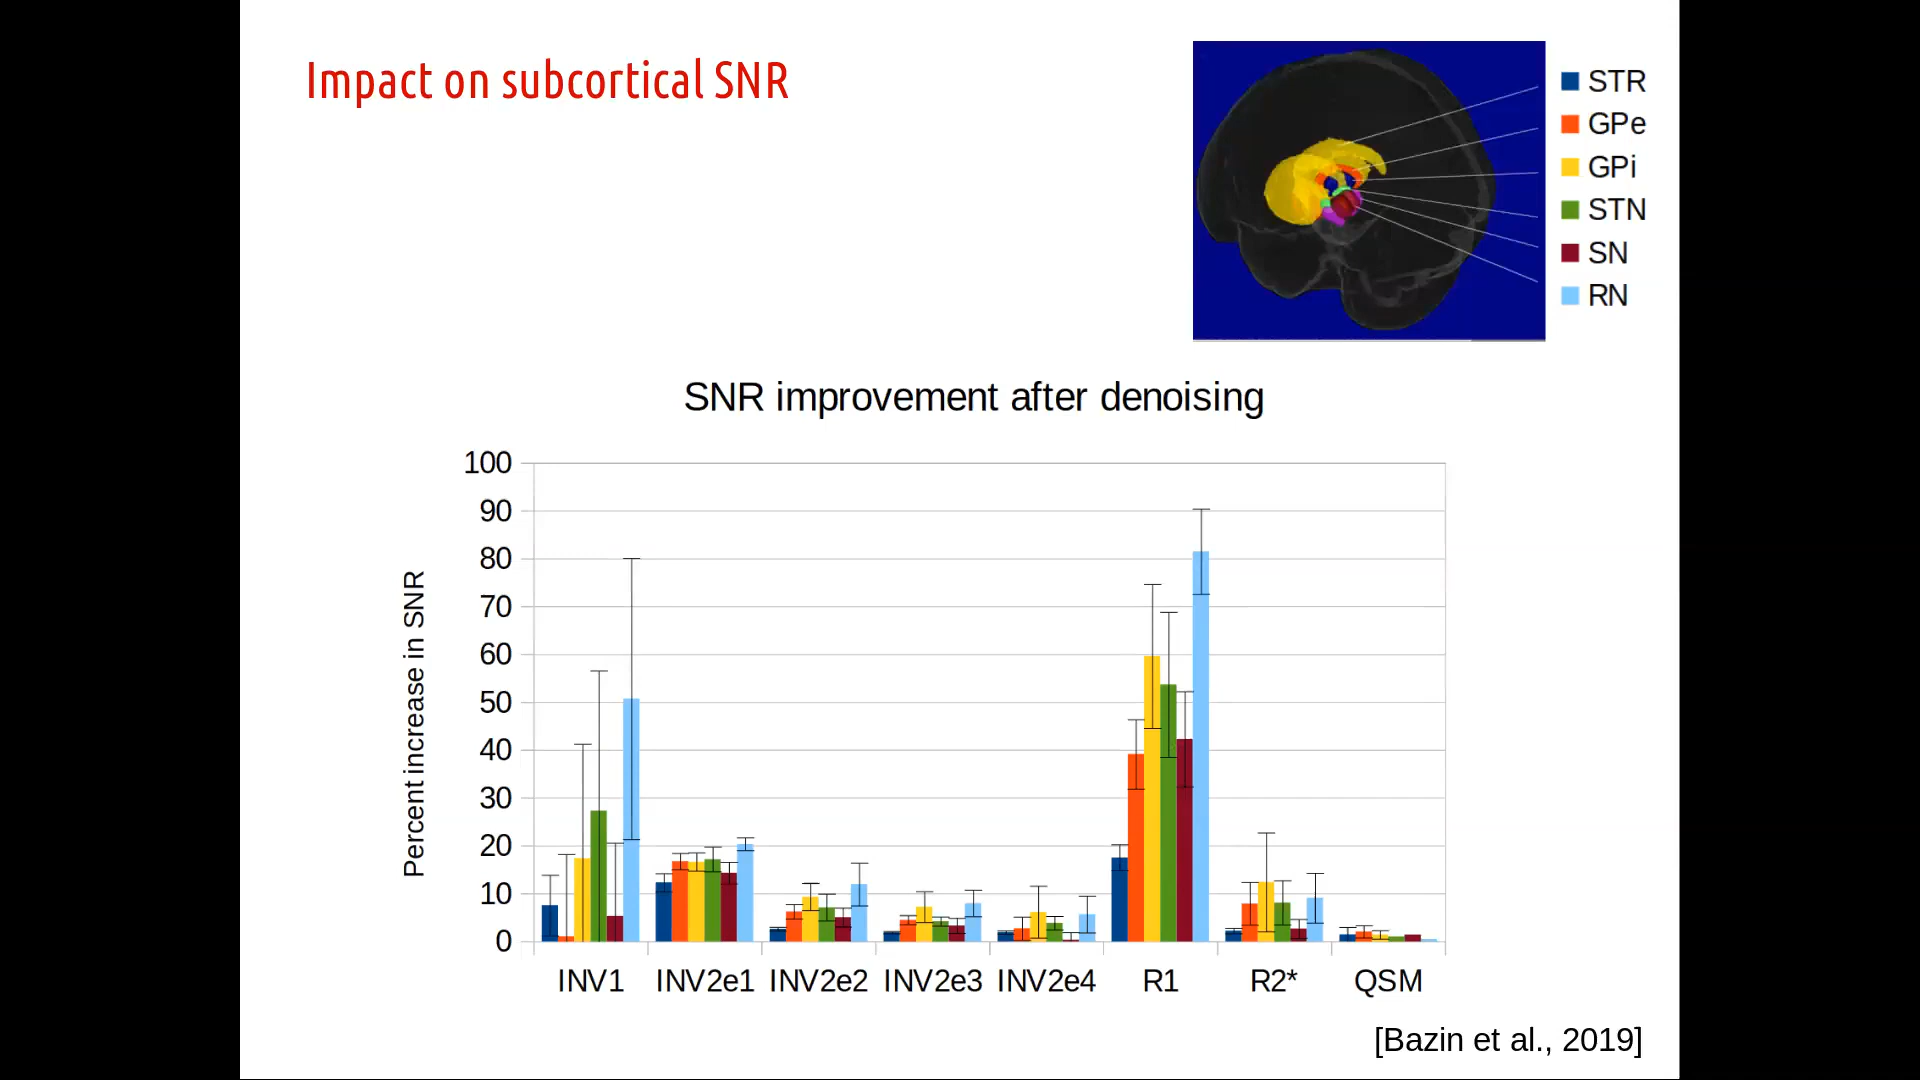 Impact on subcortical SNR
STR
GPe
GPi
STN
SN
RN
SNR improvement after denoising
Percent increase in SNR
100
90
80
70
60
50
40
30
20
10
0
INV1 INV2e1 INV2e2 INV2e3 INV2e4 R1 R2* QSM
[Bazin et al., 2019]